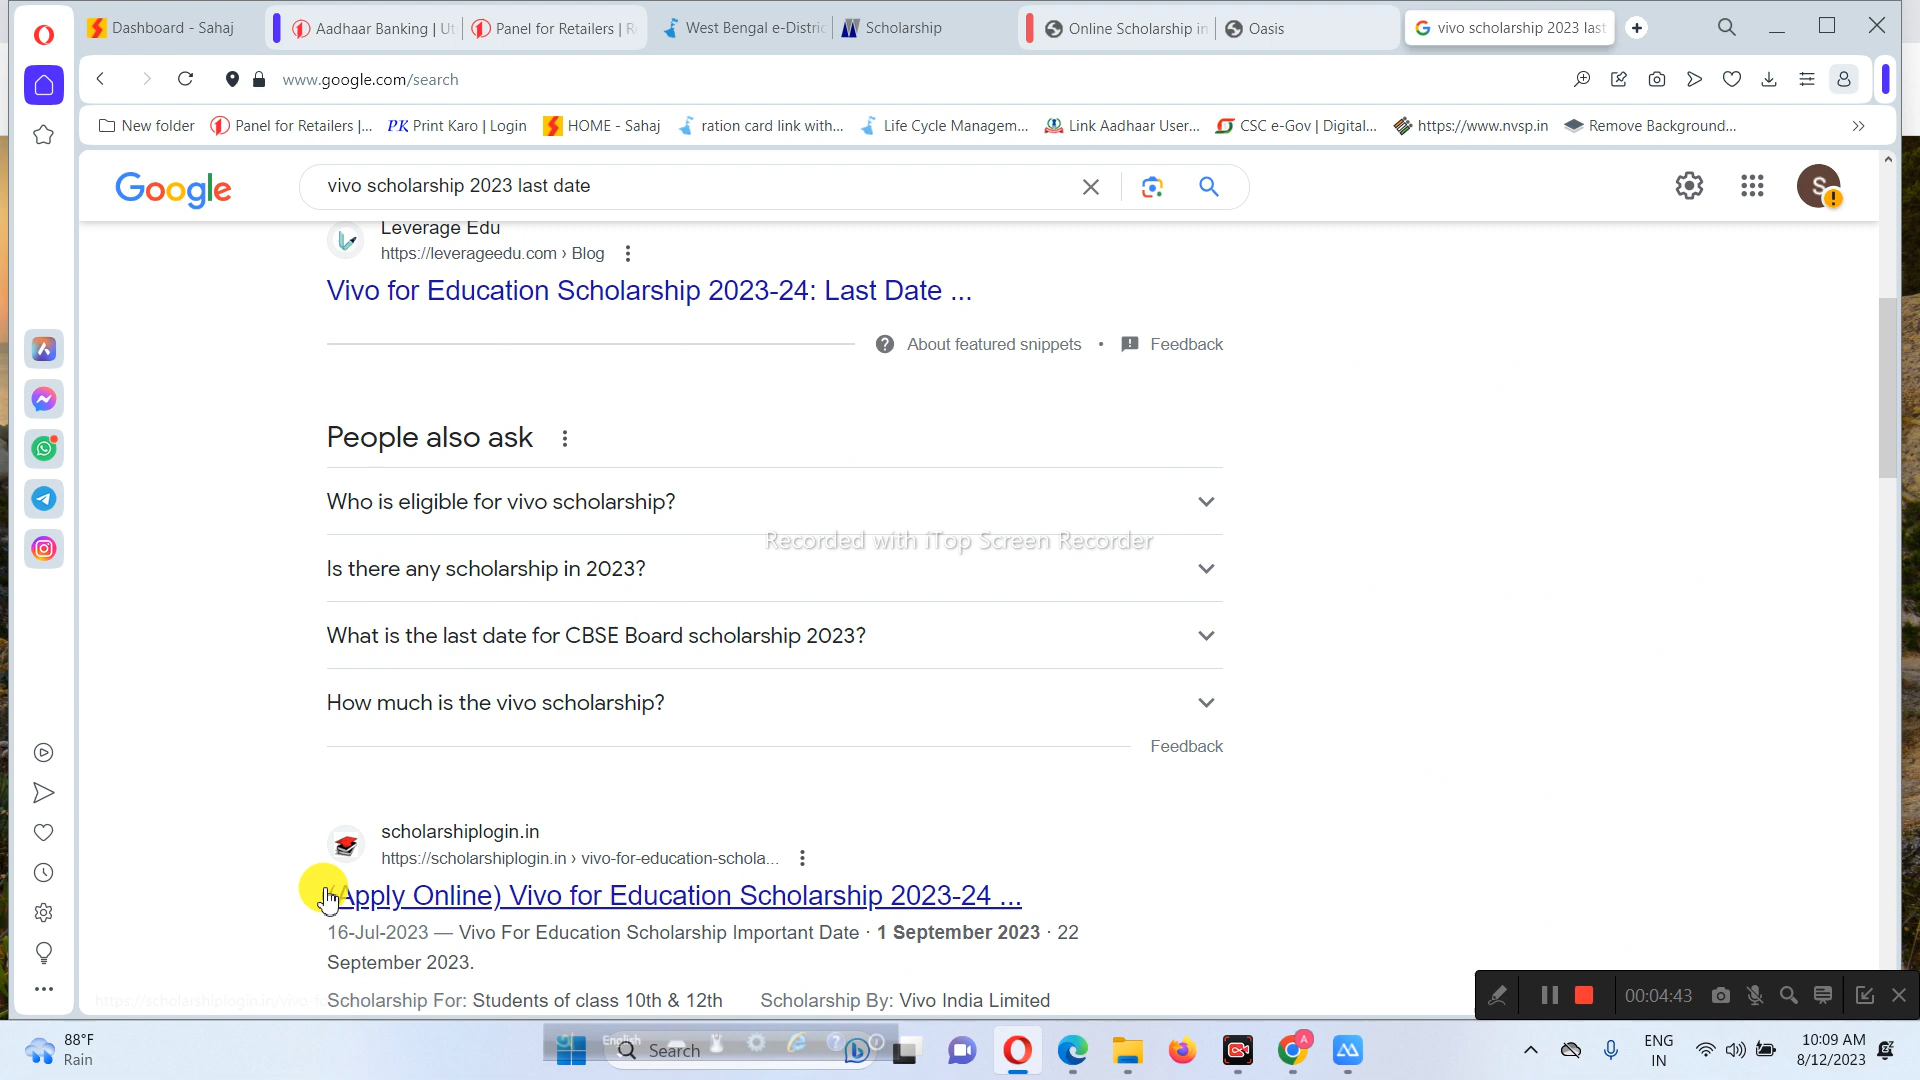 Dashboard - Sahaj
Aadhaar Banking | Ut
Panel for Retailers | R
West Bengal e-Distric
Scholarship
Online Scholarship in
Oasis
vivo scholarship 2023 last
www.google.com/search
New folder
Panel for Retailers |...
PK Print Karo | Login
HOME - Sahaj
ration card link with...
Life Cycle Managem...
Link Aadhaar User...
CSC e-Gov | Digital...
https://www.nvsp.in
Remove Background...
Google
vivo scholarship 2023 last date
S
Leverage Edu
https://leverageedu.com › Blog
Vivo for Education Scholarship 2023-24: Last Date ...
About featured snippets • Feedback
People also ask
Who is eligible for vivo scholarship?
Recorded with iTop Screen Recorder
Is there any scholarship in 2023?
What is the last date for CBSE Board scholarship 2023?
How much is the vivo scholarship?
Feedback
scholarshiplogin.in
https://scholarshiplogin.in › vivo-for-education-schola...
(Apply Online) Vivo for Education Scholarship 2023-24 ...
16-Jul-2023 — Vivo For Education Scholarship Important Date · 1 September 2023 · 22
September 2023.
Scholarship For: Students of class 10th & 12th Scholarship By: Vivo India Limited
00:04:43
88°F
Rain
English
Search
ENG
IN
10:09 AM
8/12/2023